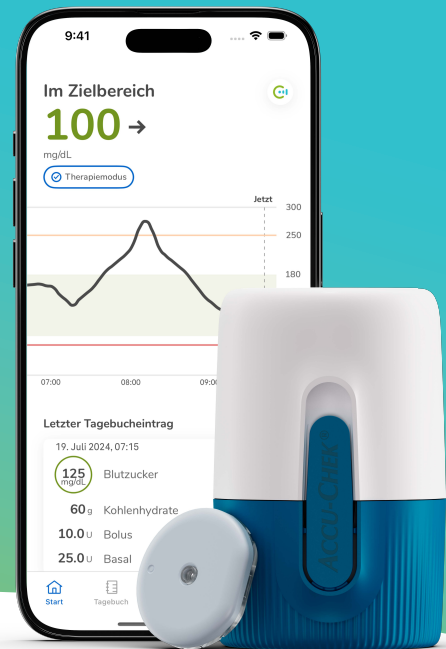 9:41
Im Zielbereich
100 →
mg/dL
Therapiemodus
Jetzt
300
250
180
07:00 08:00 09:0
Letzter Tagebucheintrag
19. Juli 2024, 07:15
125 mg/dL Blutzucker
60 g Kohlenhydrate
10.0 U Bolus
25.0 U Basal
Start Tagebuch
ACCU-CHEK®